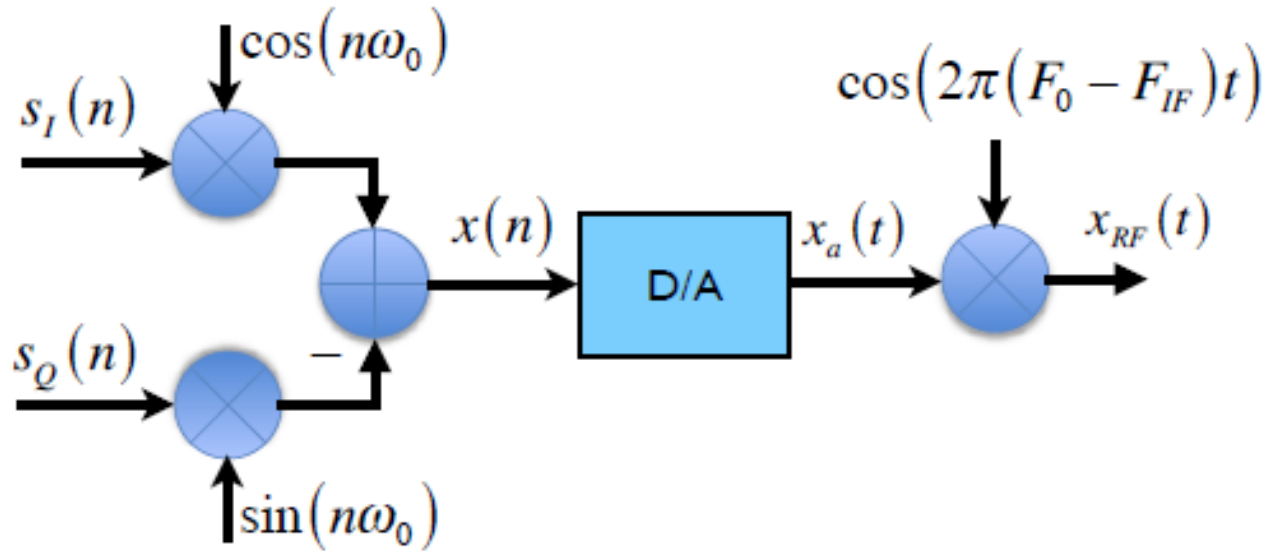 cos(nω₀)
cos(2π(F₀ − F_IF)t)
s_I(n)
x(n)
x_a(t)
x_RF(t)
D/A
s_Q(n)
−
sin(nω₀)